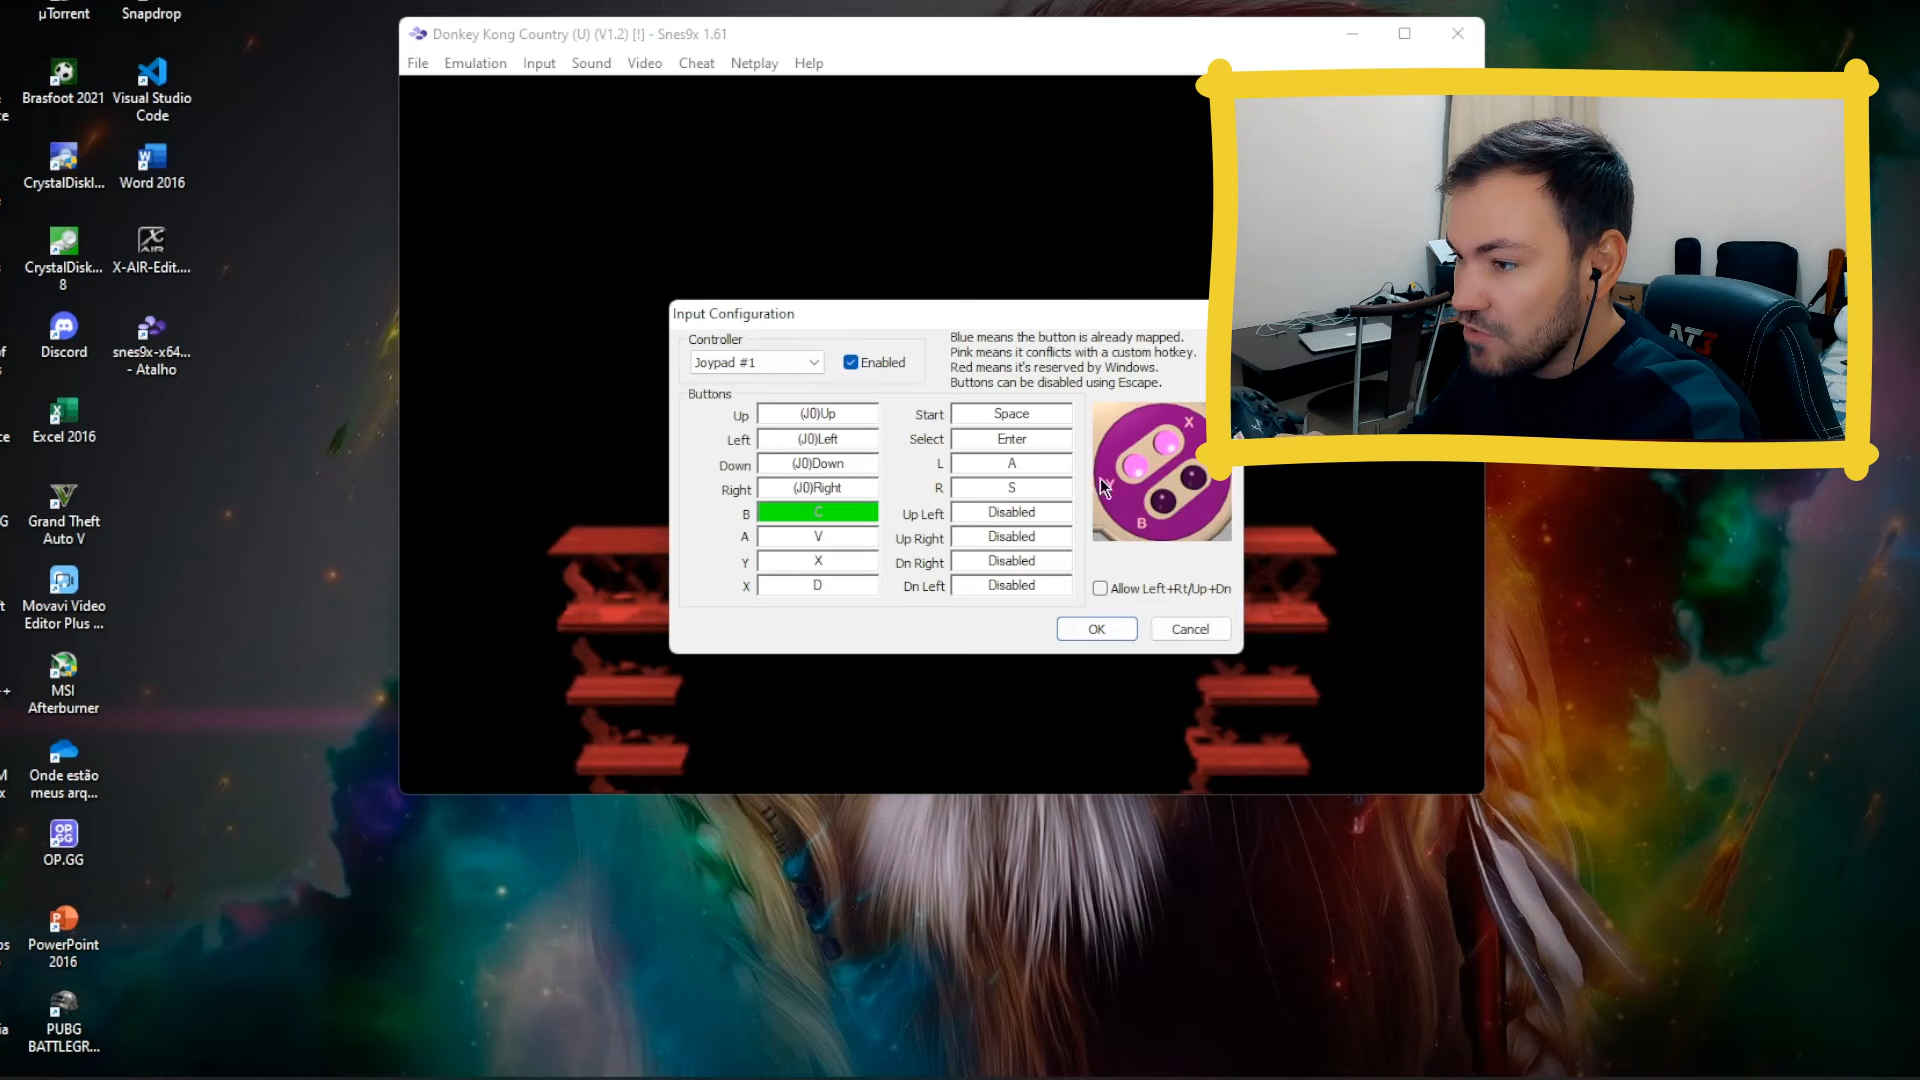 µTorrent
Snapdrop
Brasfoot 2021
Visual Studio
Code
CrystalDiskI...
Word 2016
CrystalDisk...
8
X-AIR-Edit....
Discord
snes9x-x64...
- Atalho
Excel 2016
Grand Theft
Auto V
Movavi Video
Editor Plus ...
MSI
Afterburner
Onde estão
meus arq...
OP.GG
PowerPoint
2016
PUBG
BATTLEGR...
Donkey Kong Country (U) (V1.2) [!] - Snes9x 1.61
File Emulation Input Sound Video Cheat Netplay Help
Input Configuration
Controller
Joypad #1
Enabled
Blue means the button is already mapped.
Pink means it conflicts with a custom hotkey.
Red means it's reserved by Windows.
Buttons can be disabled using Escape.
Buttons
Up (J0)Up
Left (J0)Left
Down (J0)Down
Right (J0)Right
B C
A V
Y X
X D
Start Space
Select Enter
L A
R S
Up Left Disabled
Up Right Disabled
Dn Right Disabled
Dn Left Disabled
X
B
Allow Left+Rt/Up+Dn
OK Cancel